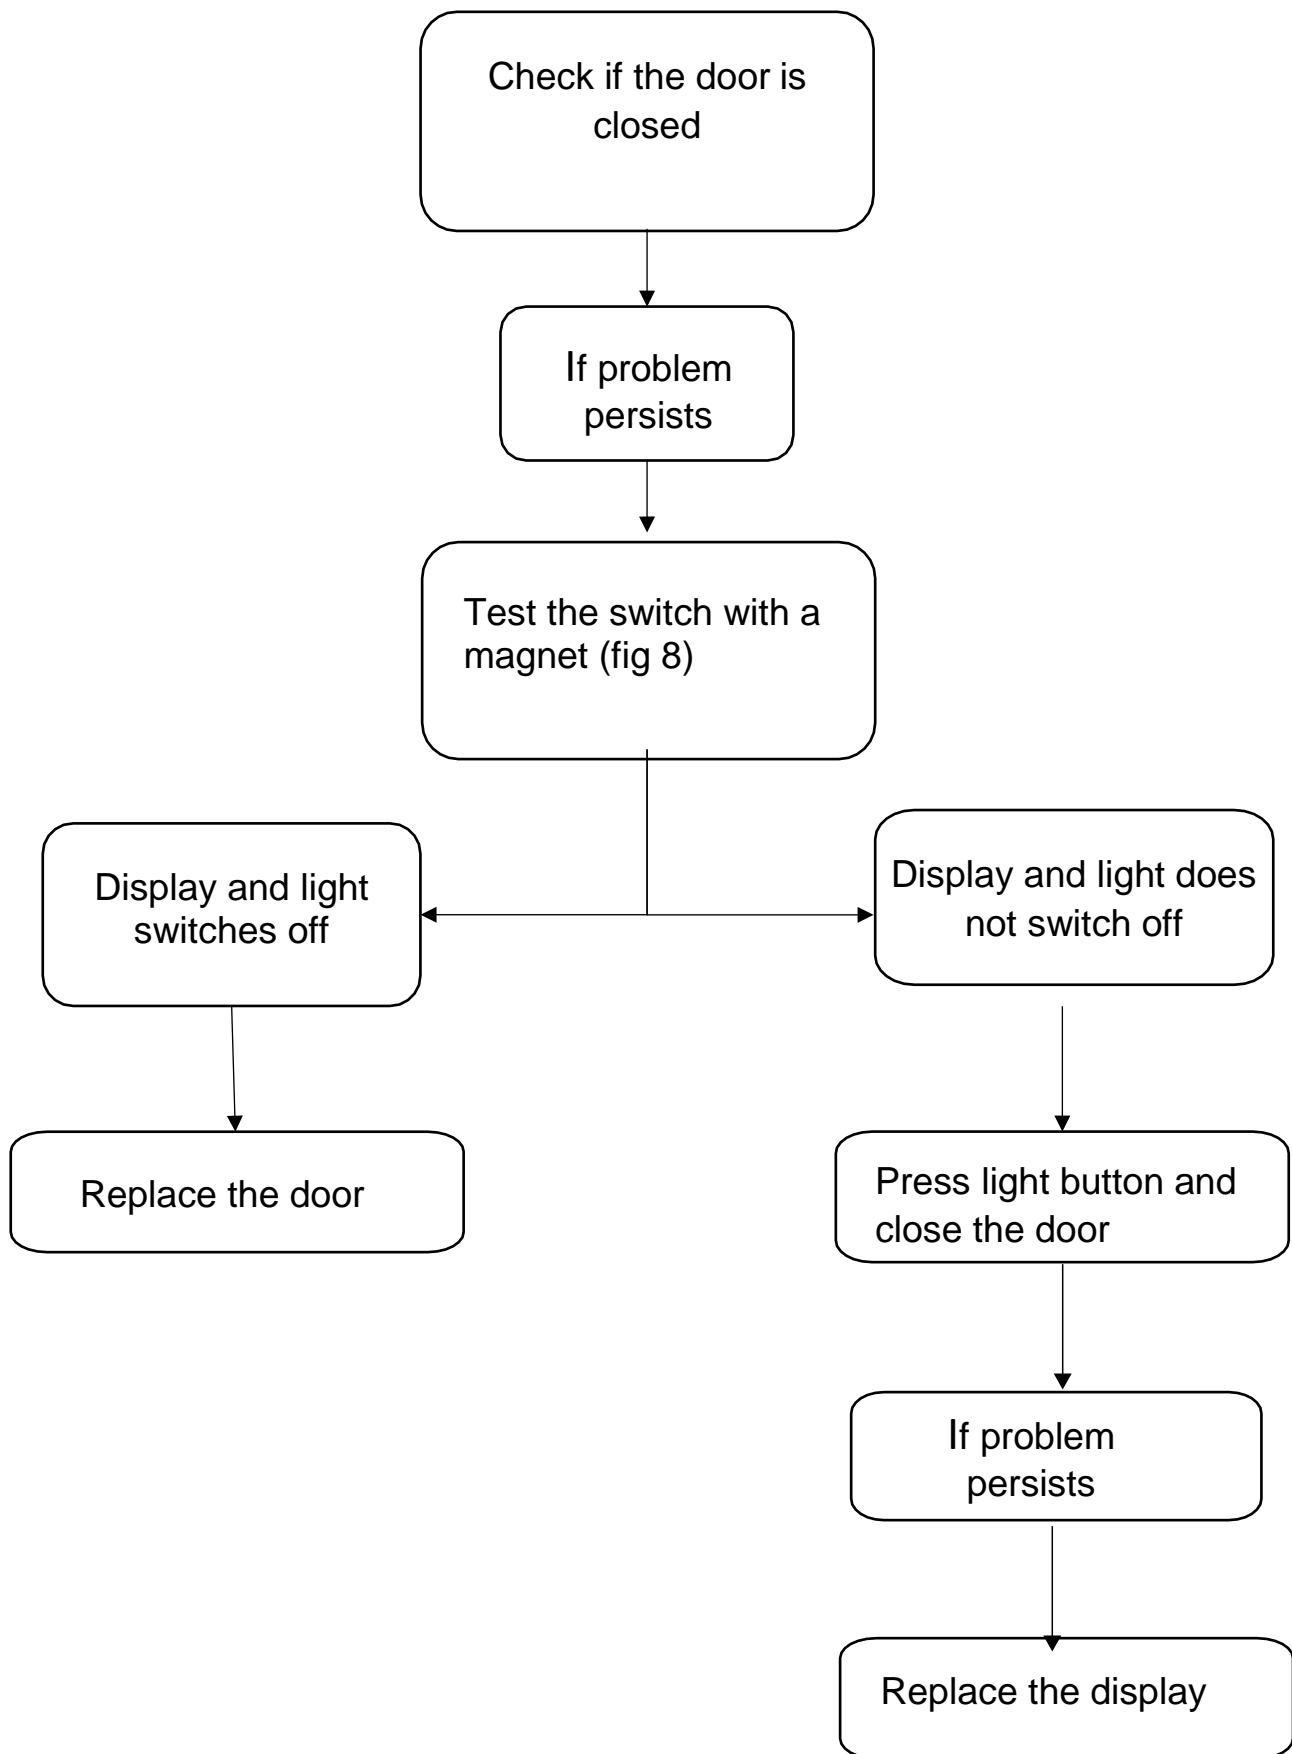 Check if the door is
closed
If problem
persists
Test the switch with a
magnet (fig 8)
Display and light
switches off
Display and light does
not switch off
Replace the door
Press light button and
close the door
If problem
persists
Replace the display